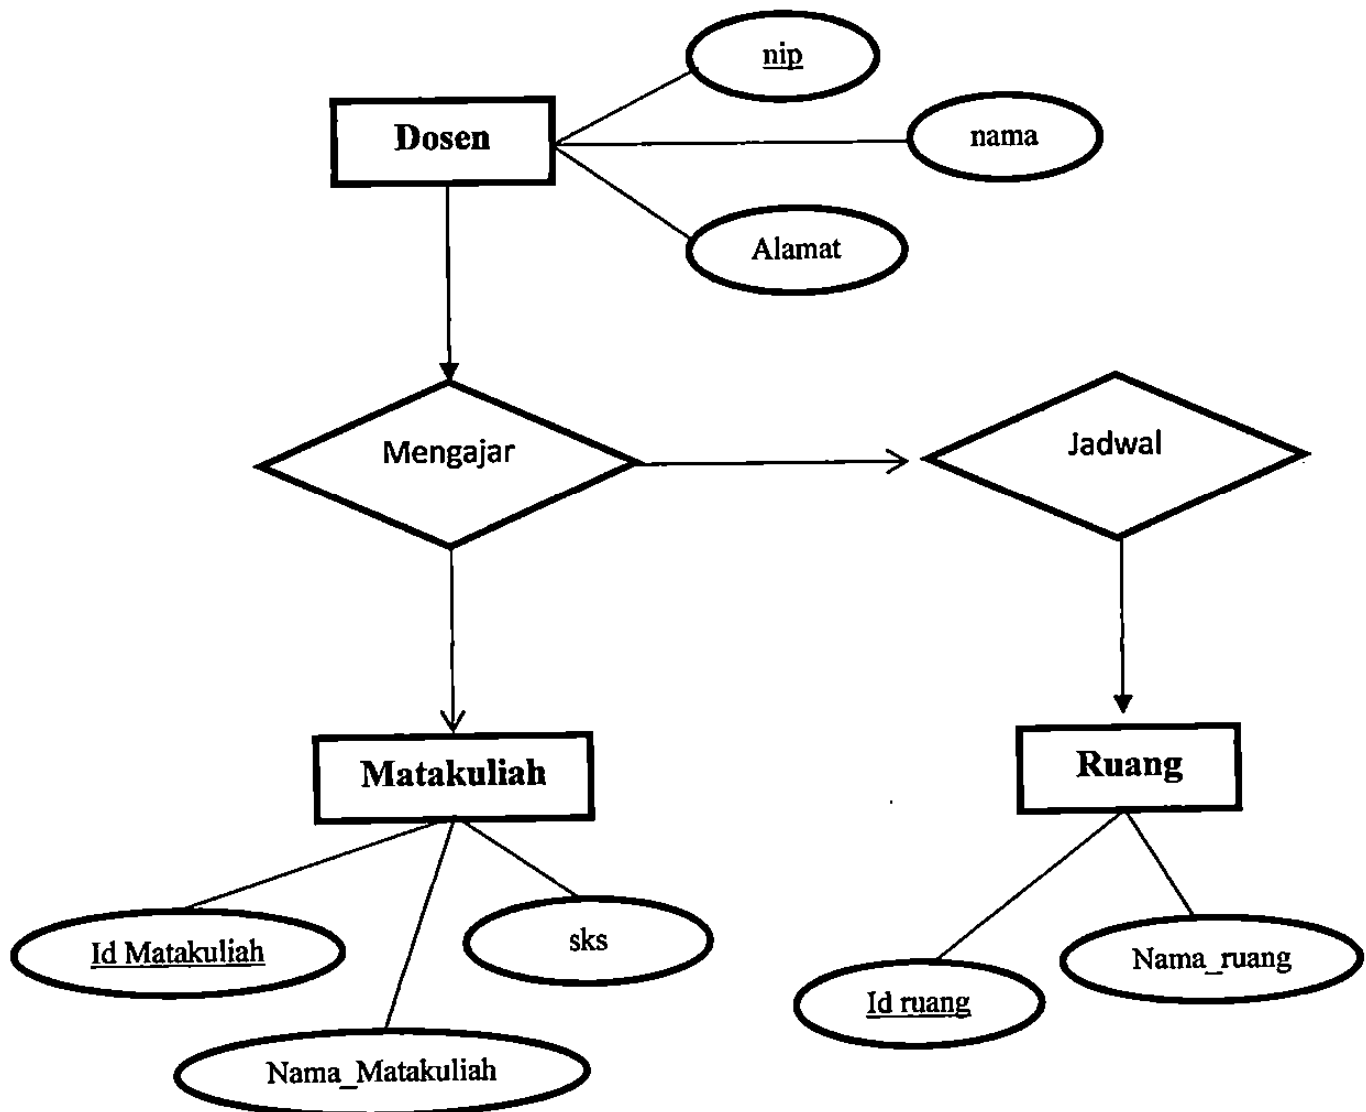 nip
Dosen
nama
Alamat
Mengajar
Jadwal
Matakuliah
Ruang
Id Matakuliah
sks
Nama_ruang
Id ruang
Nama_Matakuliah